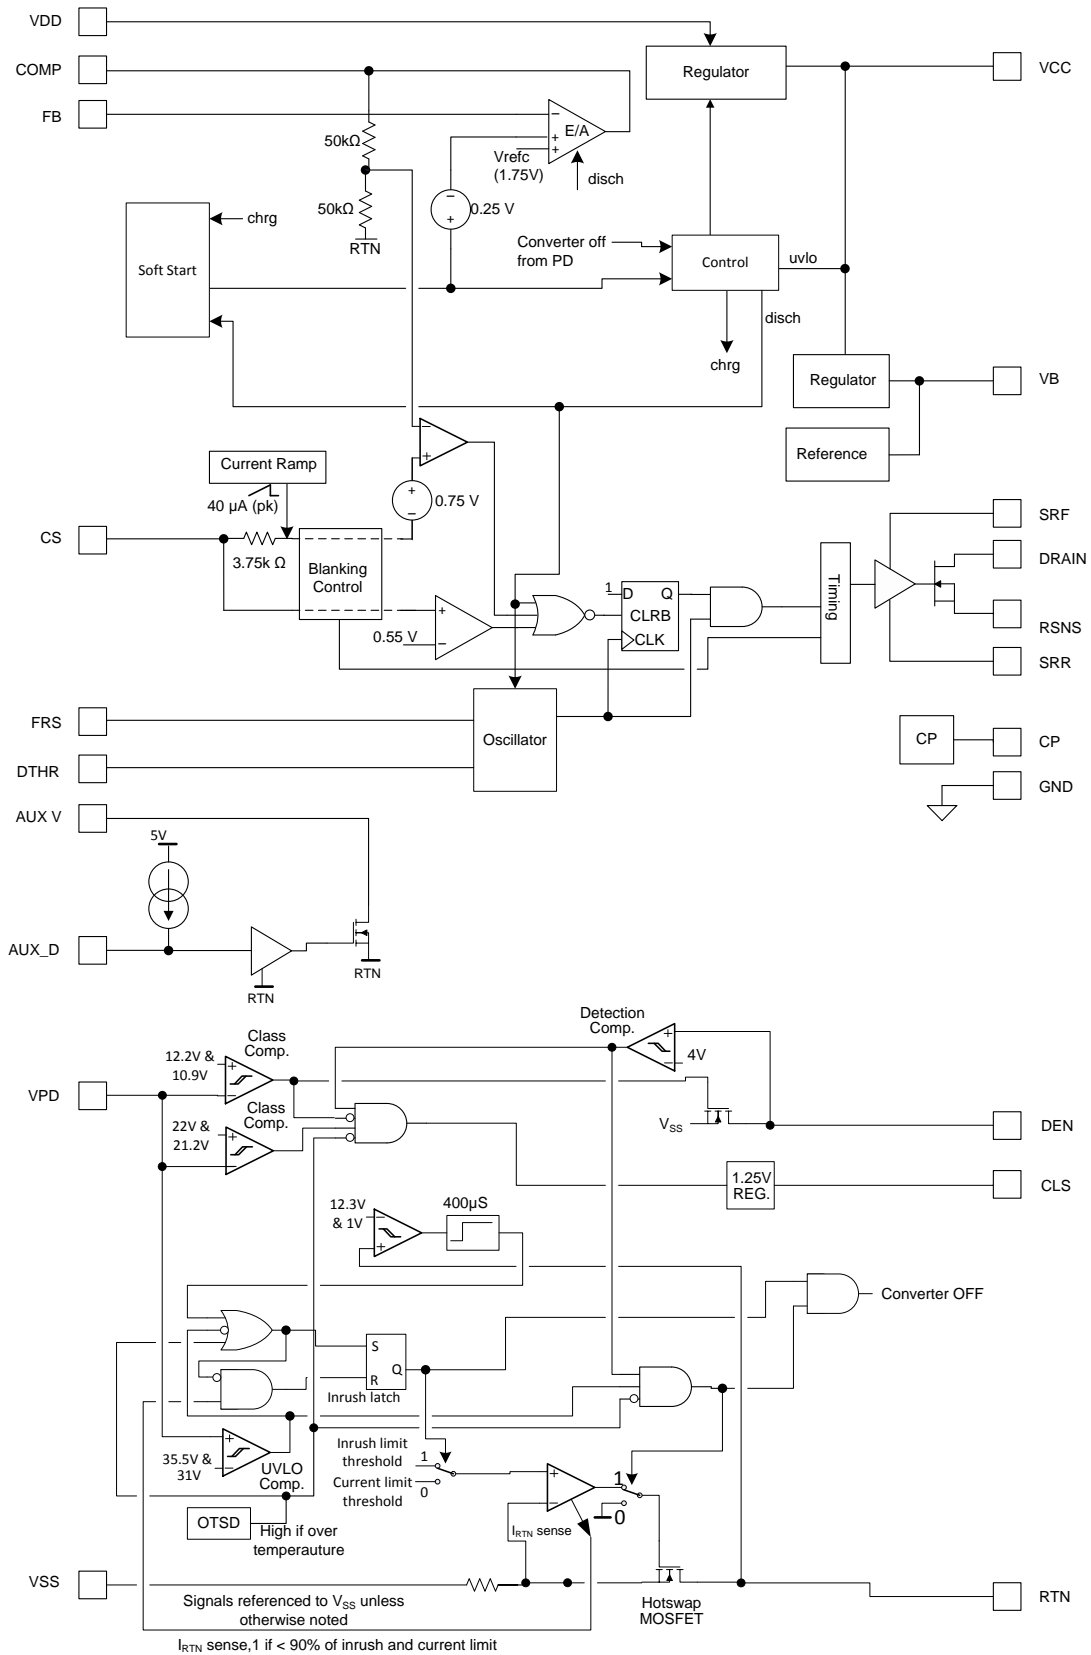 VDD
COMP
FB
Regulator
VCC
50kΩ
E/A
−
+
+
Vrefc
(1.75V)
disch
50kΩ
RTN
−
+
0.25 V
chrg
Soft Start
Converter off
from PD
Control
uvlo
disch
chrg
Regulator
VB
Reference
Current Ramp
40 µA (pk)
−
+
+
−
0.75 V
CS
3.75k Ω
Blanking
Control
+
−
0.55 V
1
D
Q
CLRB
CLK
Timing
SRF
DRAIN
RSNS
SRR
FRS
DTHR
Oscillator
CP
CP
GND
AUX V
5V
AUX_D
RTN
RTN
Class
Comp.
12.2V &
10.9V
+
−
VPD
Class
Comp.
22V &
21.2V
+
−
Detection
Comp.
+
−
4V
VSS
DEN
1.25V
REG.
CLS
12.3V
& 1V
−
+
400µS
Converter OFF
S
Q
R
Inrush latch
+
−
35.5V &
31V
UVLO
Comp.
OTSD
High if over
temperauture
Inrush limit
threshold
1
Current limit
threshold
0
+
−
1
0
IRTN sense
VSS
Signals referenced to VSS unless
otherwise noted
Hotswap
MOSFET
RTN
IRTN sense,1 if < 90% of inrush and current limit